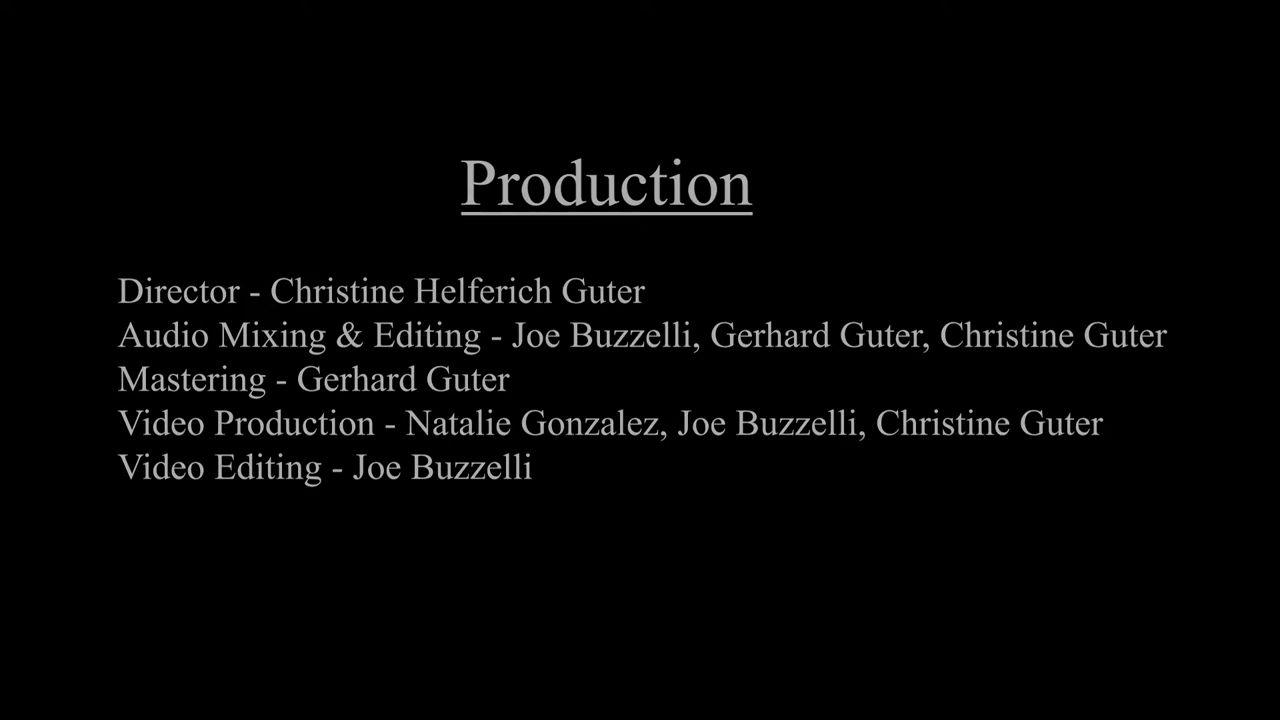 Production
Director - Christine Helferich Guter
Audio Mixing & Editing - Joe Buzzelli, Gerhard Guter, Christine Guter
Mastering - Gerhard Guter
Video Production - Natalie Gonzalez, Joe Buzzelli, Christine Guter
Video Editing - Joe Buzzelli